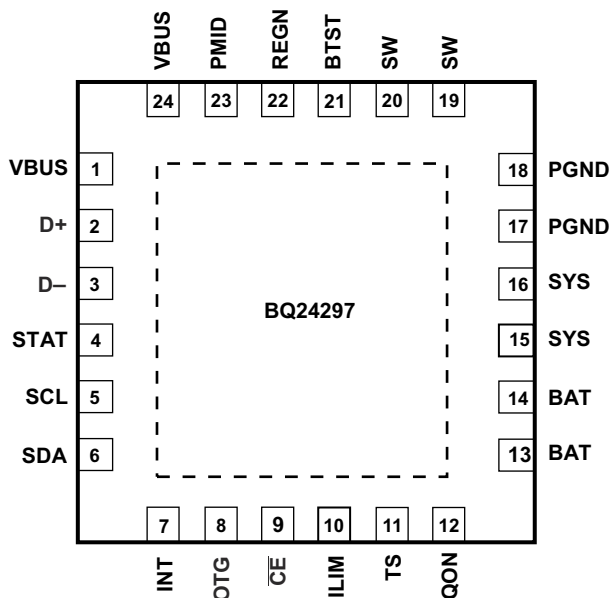 VBUS PMID REGN BTST SW SW
24 23 22 21 20 19
VBUS 1 18 PGND
D+ 2 17 PGND
D– 3 16 SYS
BQ24297
STAT 4 15 SYS
SCL 5 14 BAT
SDA 6 13 BAT
7 8 9 10 11 12
INT OTG C̅E̅ ILIM TS QON